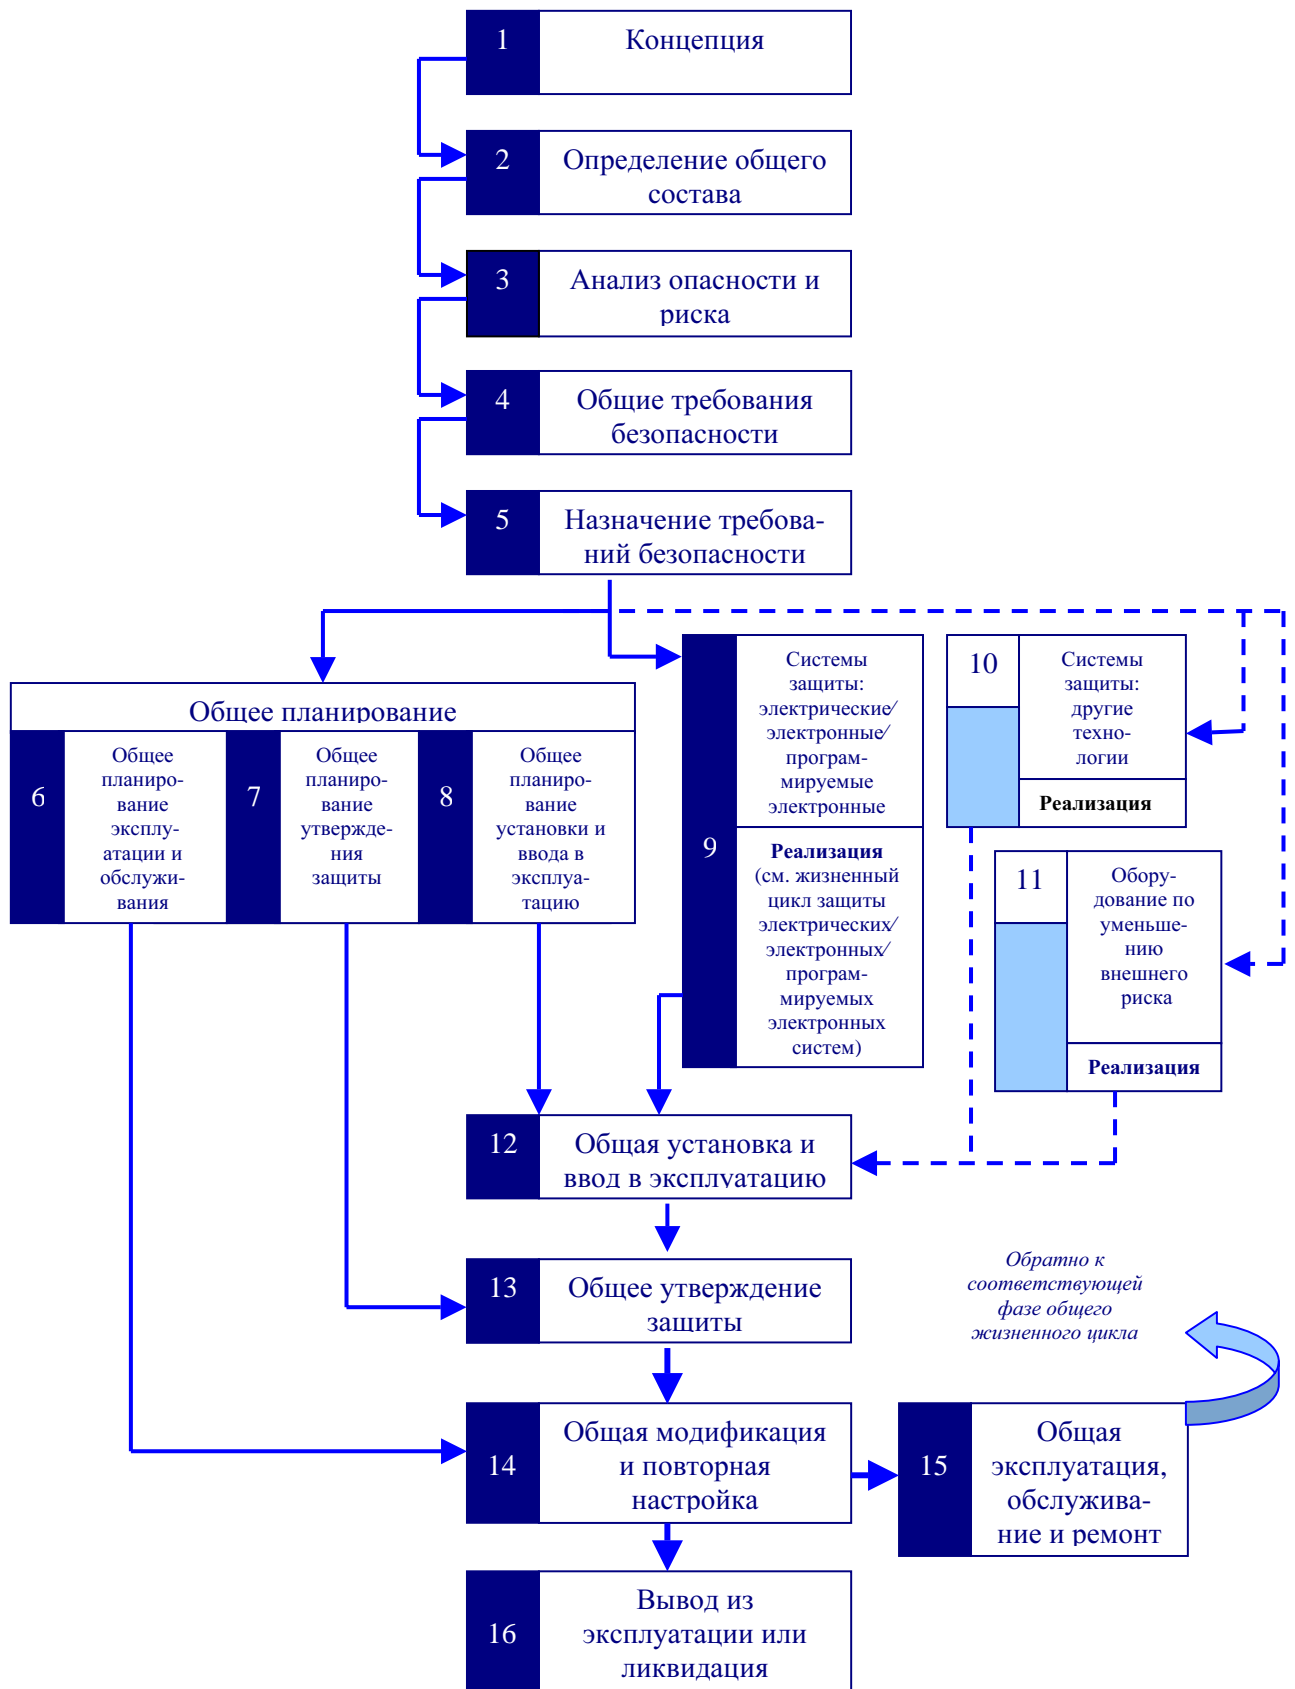 1
Концепция
2
Определение общего
состава
3
Анализ опасности и
риска
4
Общие требования
безопасности
5
Назначение требова-
ний безопасности
Общее планирование
6
Общее
планиро-
вание
эксплу-
атации и
обслужи-
вания
7
Общее
планиро-
вание
утвержде-
ния
защиты
8
Общее
планиро-
вание
установки и
ввода в
эксплуа-
тацию
9
Системы
защиты:
электрические/
электронные/
програм-
мируемые
электронные
Реализация
(см. жизненный
цикл защиты
электрических/
электронных/
програм-
мируемых
электронных
систем)
10
Системы
защиты:
другие
техно-
логии
Реализация
11
Обору-
дование по
уменьше-
нию
внешнего
риска
Реализация
12
Общая установка и
ввод в эксплуатацию
13
Общее утверждение
защиты
Обратно к
соответствующей
фазе общего
жизненного цикла
14
Общая модификация
и повторная
настройка
15
Общая
эксплуатация,
обслужива-
ние и ремонт
16
Вывод из
эксплуатации или
ликвидация